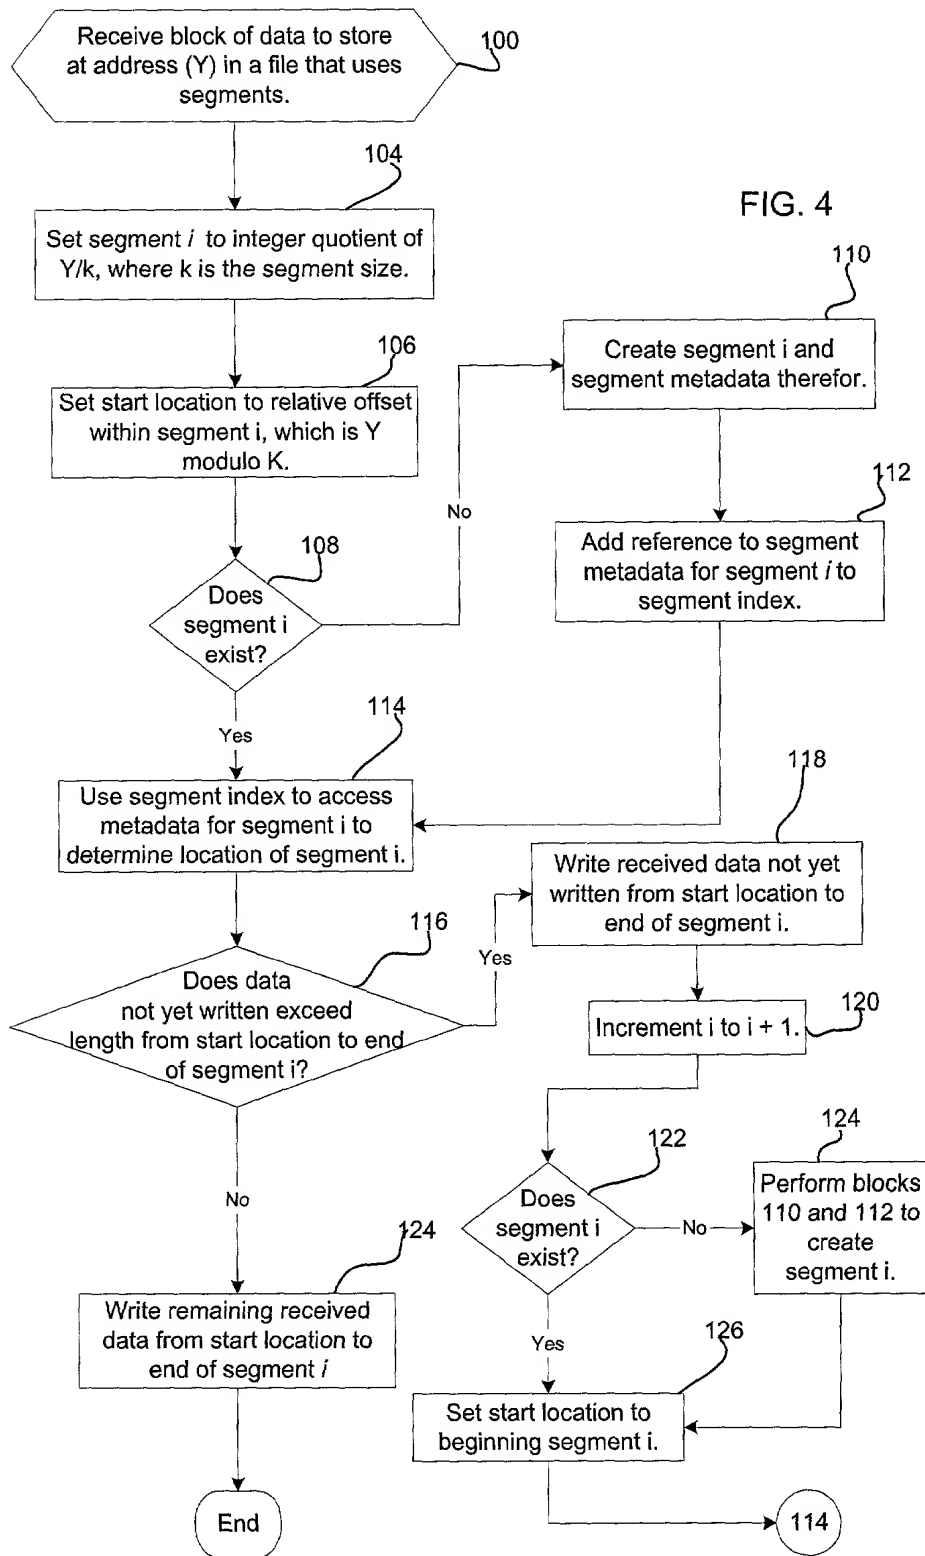 Receive block of data to store
at address (Y) in a file that uses
segments.
100
104
Set segment i to integer quotient of
Y/k, where k is the segment size.
FIG. 4
106
Set start location to relative offset
within segment i, which is Y
modulo K.
110
Create segment i and
segment metadata therefor.
No
108
Does
segment i
exist?
112
Add reference to segment
metadata for segment i to
segment index.
Yes
114
Use segment index to access
metadata for segment i to
determine location of segment i.
118
Write received data not yet
written from start location to
end of segment i.
116
Does data
not yet written exceed
length from start location to end
of segment i?
Yes
Increment i to i + 1.
120
No
122
Does
segment i
exist?
No
124
Perform blocks
110 and 112 to
create
segment i.
124
Write remaining received
data from start location to
end of segment i
Yes
126
Set start location to
beginning segment i.
End
114